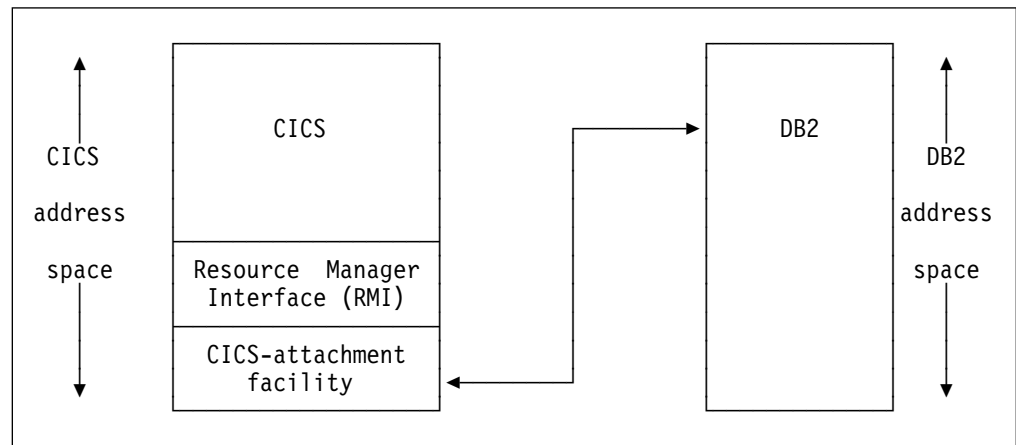 CICS
address
space
CICS
Resource Manager
Interface (RMI)
CICS-attachment
facility
DB2
DB2
address
space